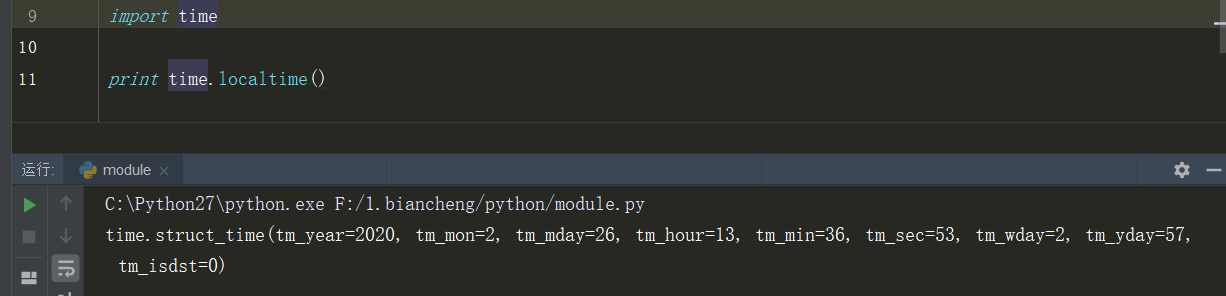 9 import time
10
11 print time.localtime()
运行: module
C:\Python27\python.exe F:/1.biancheng/python/module.py
time.struct_time(tm_year=2020, tm_mon=2, tm_mday=26, tm_hour=13, tm_min=36, tm_sec=53, tm_wday=2, tm_yday=57,
tm_isdst=0)